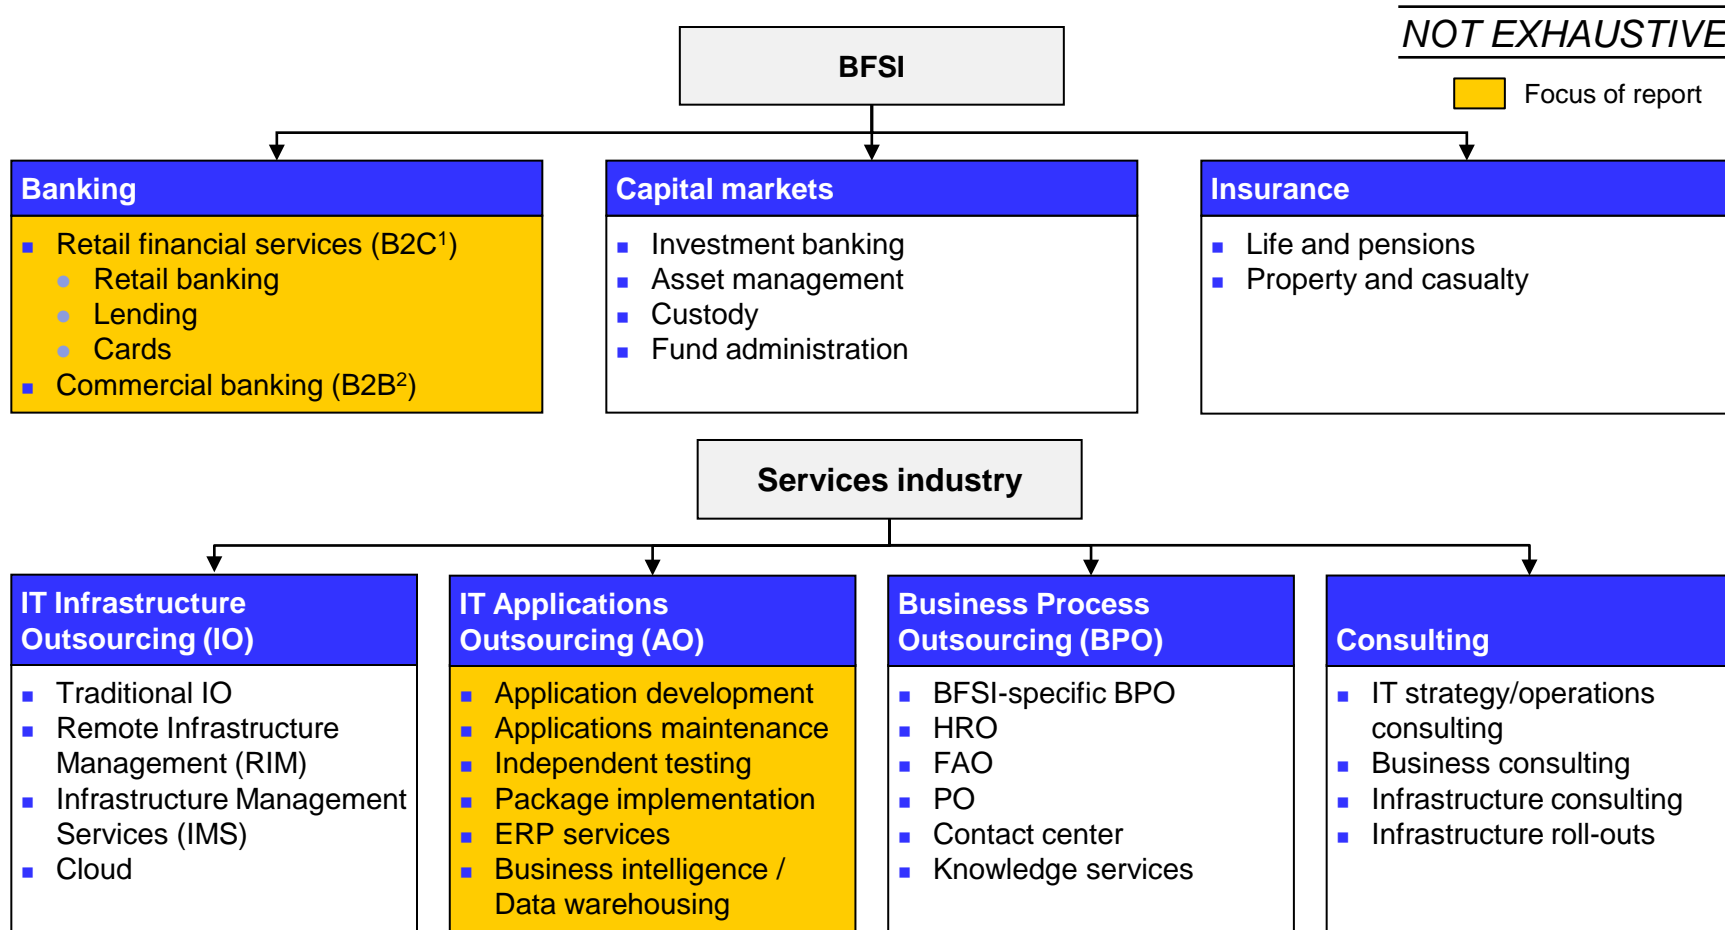 NOT EXHAUSTIVE
Focus of report
BFSI
Banking
Retail financial services (B2C¹)
Retail banking
Lending
Cards
Commercial banking (B2B²)
Capital markets
Investment banking
Asset management
Custody
Fund administration
Insurance
Life and pensions
Property and casualty
Services industry
IT Infrastructure
Outsourcing (IO)
Traditional IO
Remote Infrastructure
Management (RIM)
Infrastructure Management
Services (IMS)
Cloud
IT Applications
Outsourcing (AO)
Application development
Applications maintenance
Independent testing
Package implementation
ERP services
Business intelligence /
Data warehousing
Business Process
Outsourcing (BPO)
BFSI-specific BPO
HRO
FAO
PO
Contact center
Knowledge services
Consulting
IT strategy/operations
consulting
Business consulting
Infrastructure consulting
Infrastructure roll-outs